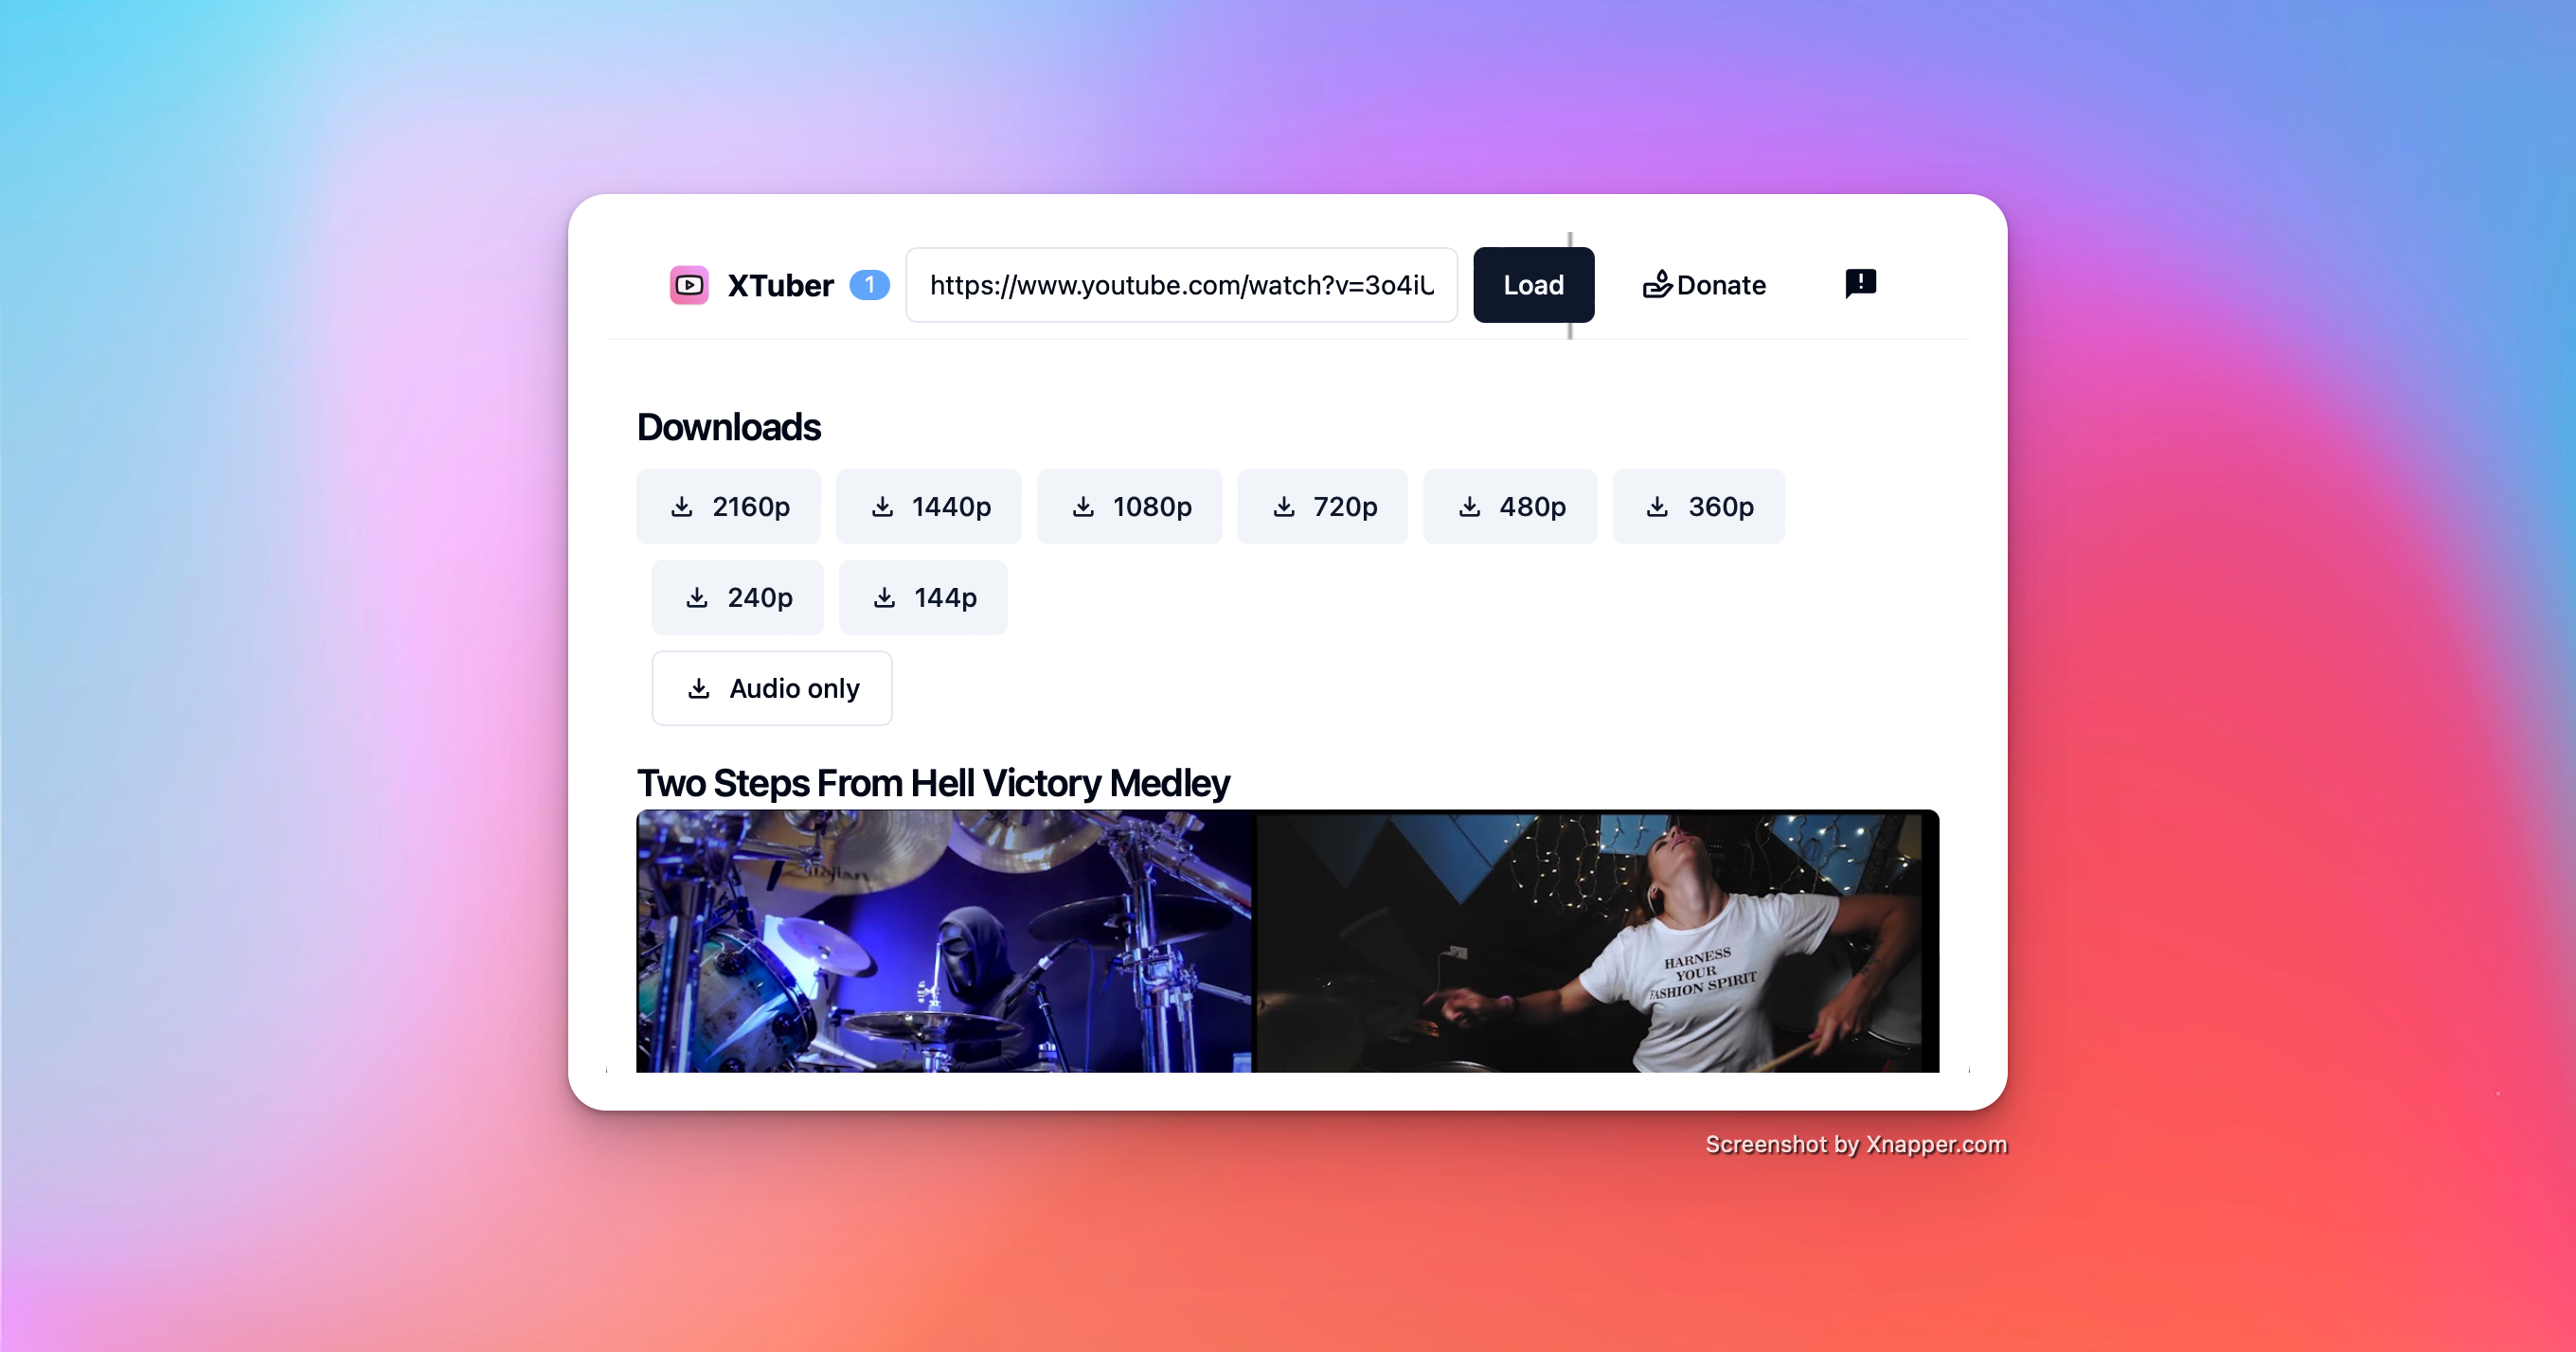 XTuber 1 https://www.youtube.com/watch?v=3o4iU Load Donate
Downloads
2160p 1440p 1080p 720p 480p 360p
240p 144p
Audio only
Two Steps From Hell Victory Medley
Zildjian
HARNESS
YOUR
FASHION SPIRIT
Screenshot by Xnapper.com